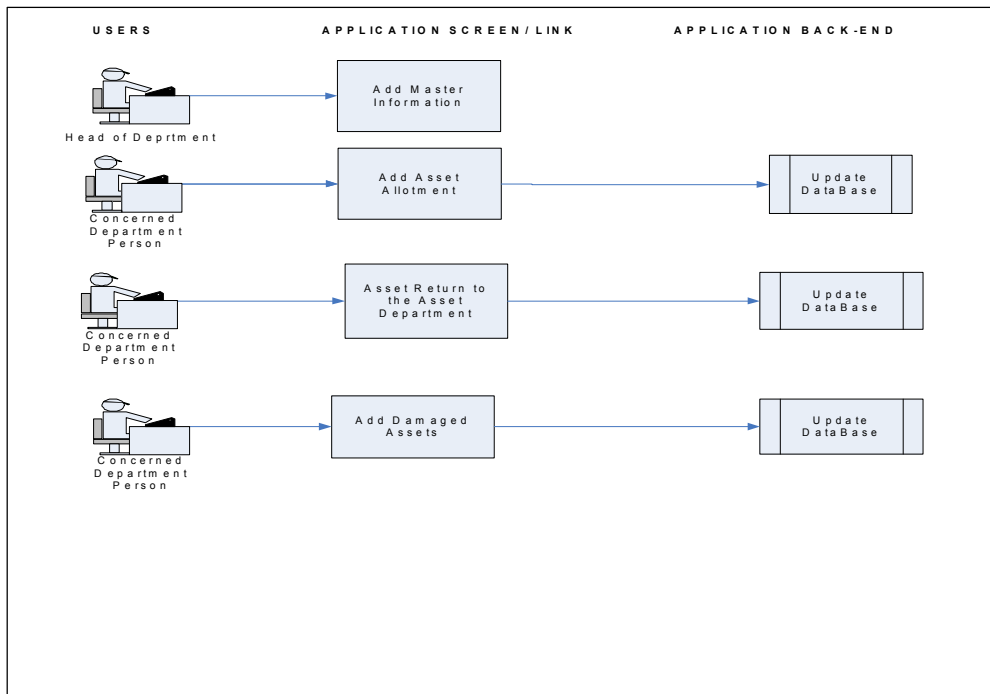 USERS
APPLICATION SCREEN / LINK
APPLICATION BACK-END
Add Master
Information
Head of Deprtment
Add Asset
Allotment
Update
DataBase
Concerned
Department
Person
Asset Return to
the Asset
Department
Update
DataBase
Concerned
Department
Person
Add Damaged
Assets
Update
DataBase
Concerned
Department
Person